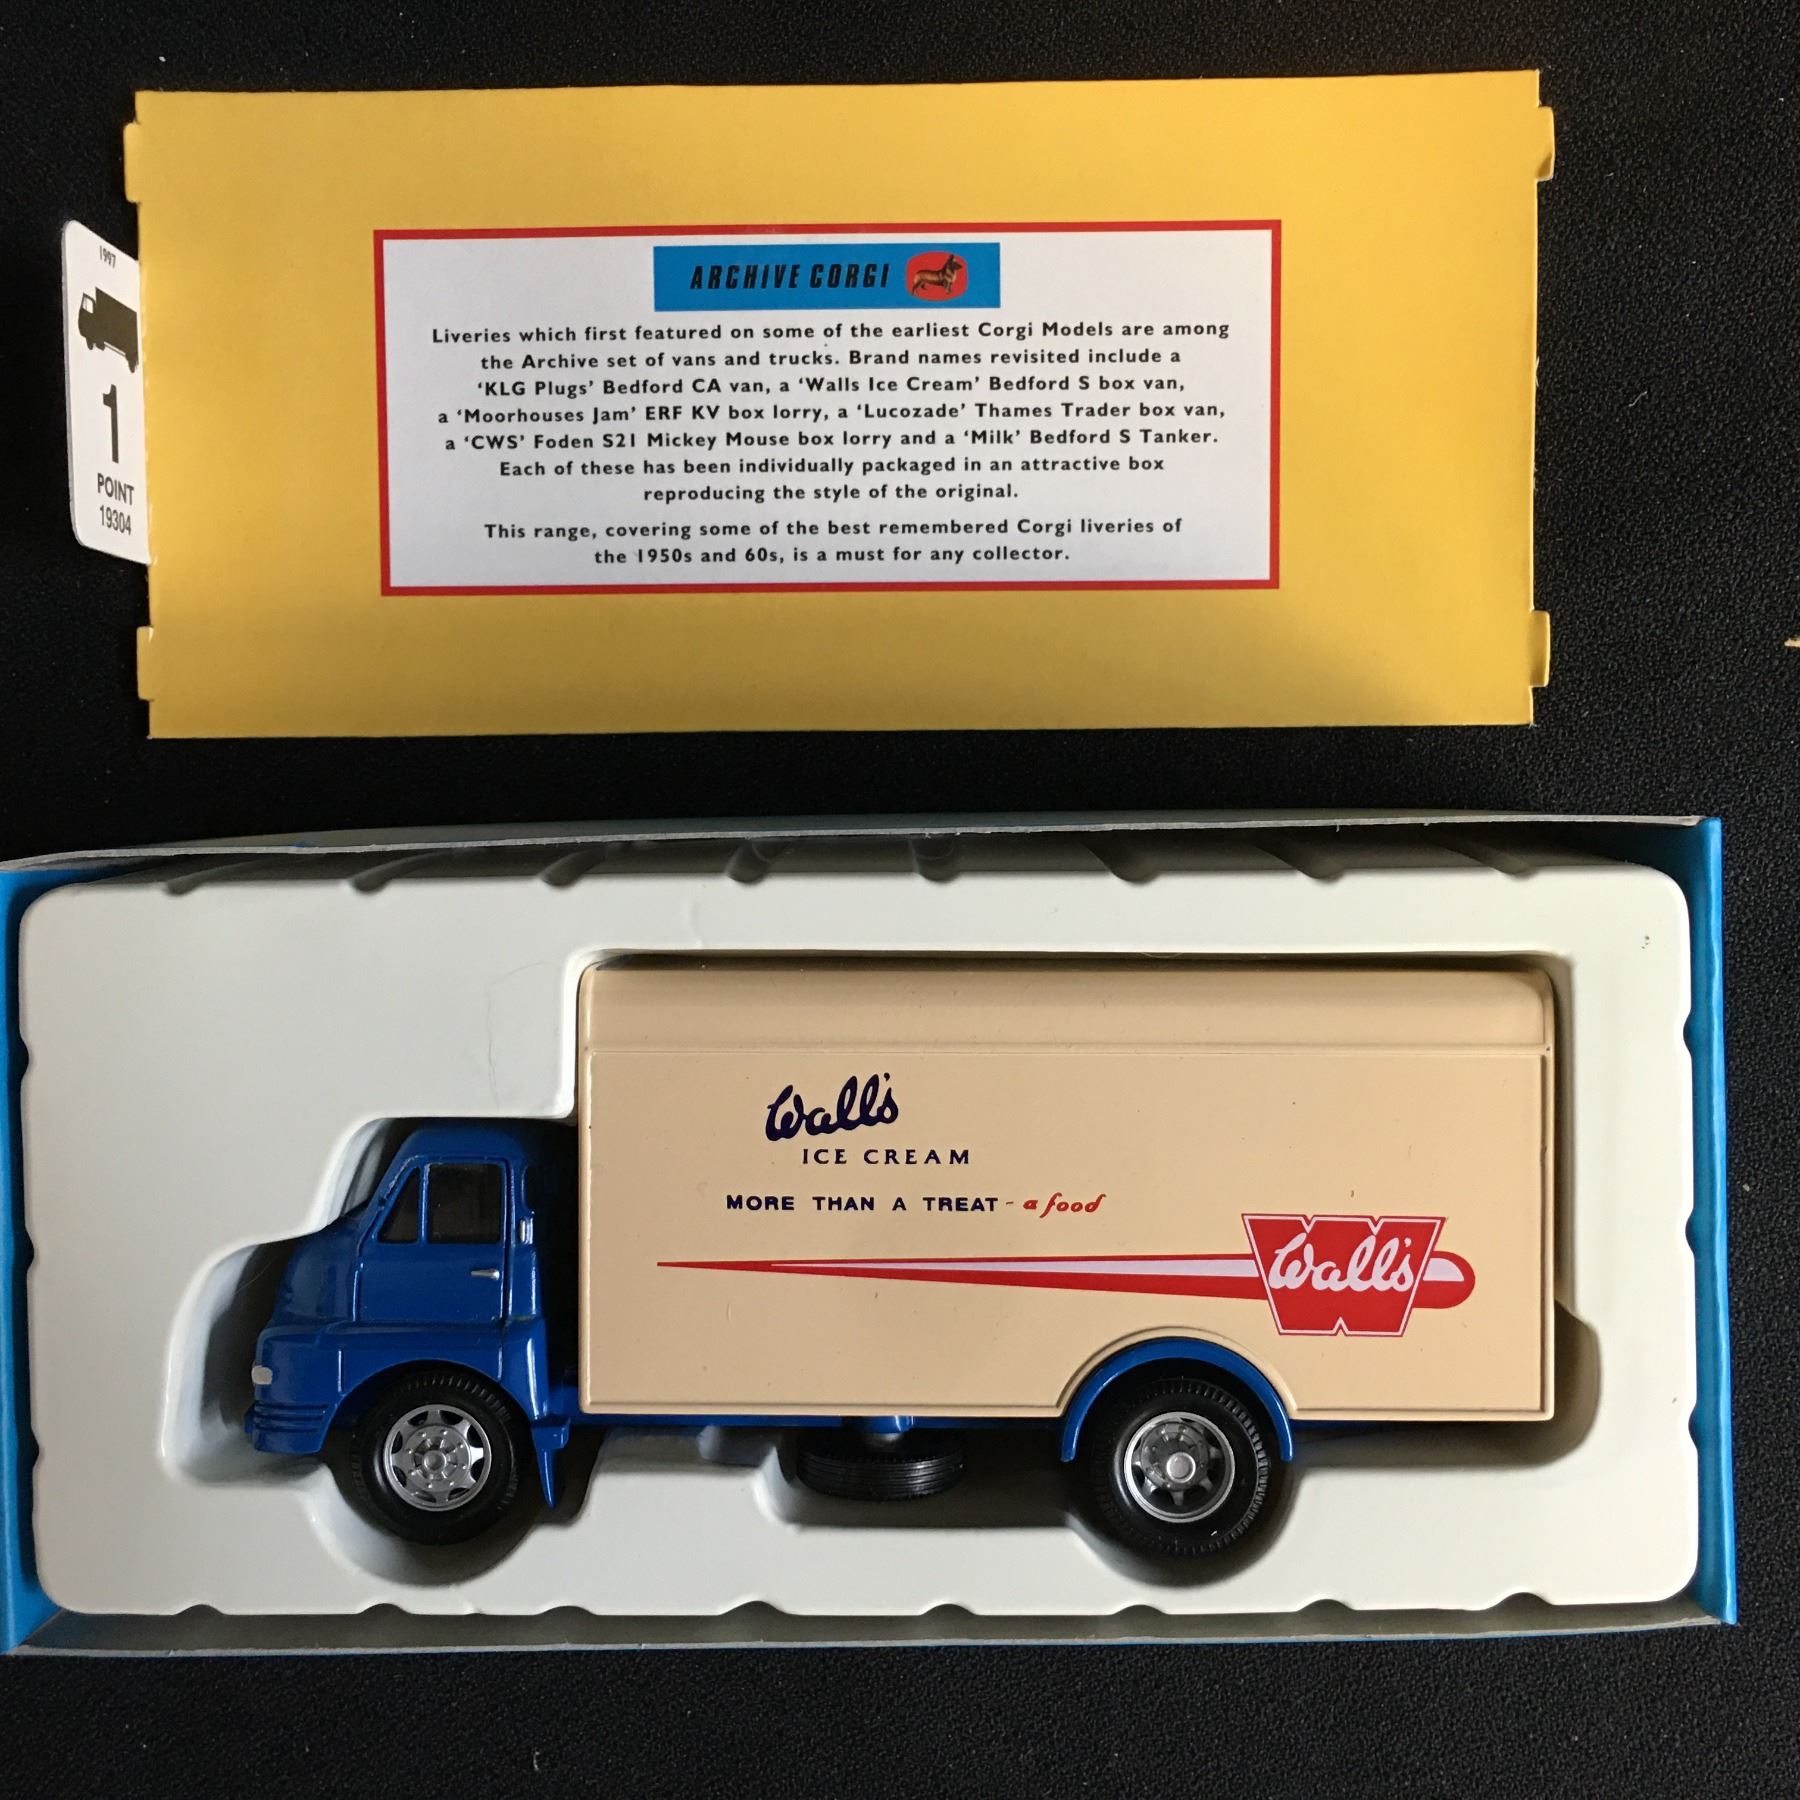 1997
1
POINT
19304
ARCHIVE CORGI
Liveries which first featured on some of the earliest Corgi Models are among
the Archive set of vans and trucks. Brand names revisited include a
‘KLG Plugs’ Bedford CA van, a ‘Walls Ice Cream’ Bedford S box van,
a ‘Moorhouses Jam’ ERF KV box lorry, a ‘Lucozade’ Thames Trader box van,
a ‘CWS’ Foden S21 Mickey Mouse box lorry and a ‘Milk’ Bedford S Tanker.
Each of these has been individually packaged in an attractive box
reproducing the style of the original.
This range, covering some of the best remembered Corgi liveries of
the 1950s and 60s, is a must for any collector.
Wall's
ICE CREAM
MORE THAN A TREAT - a food
Wall's